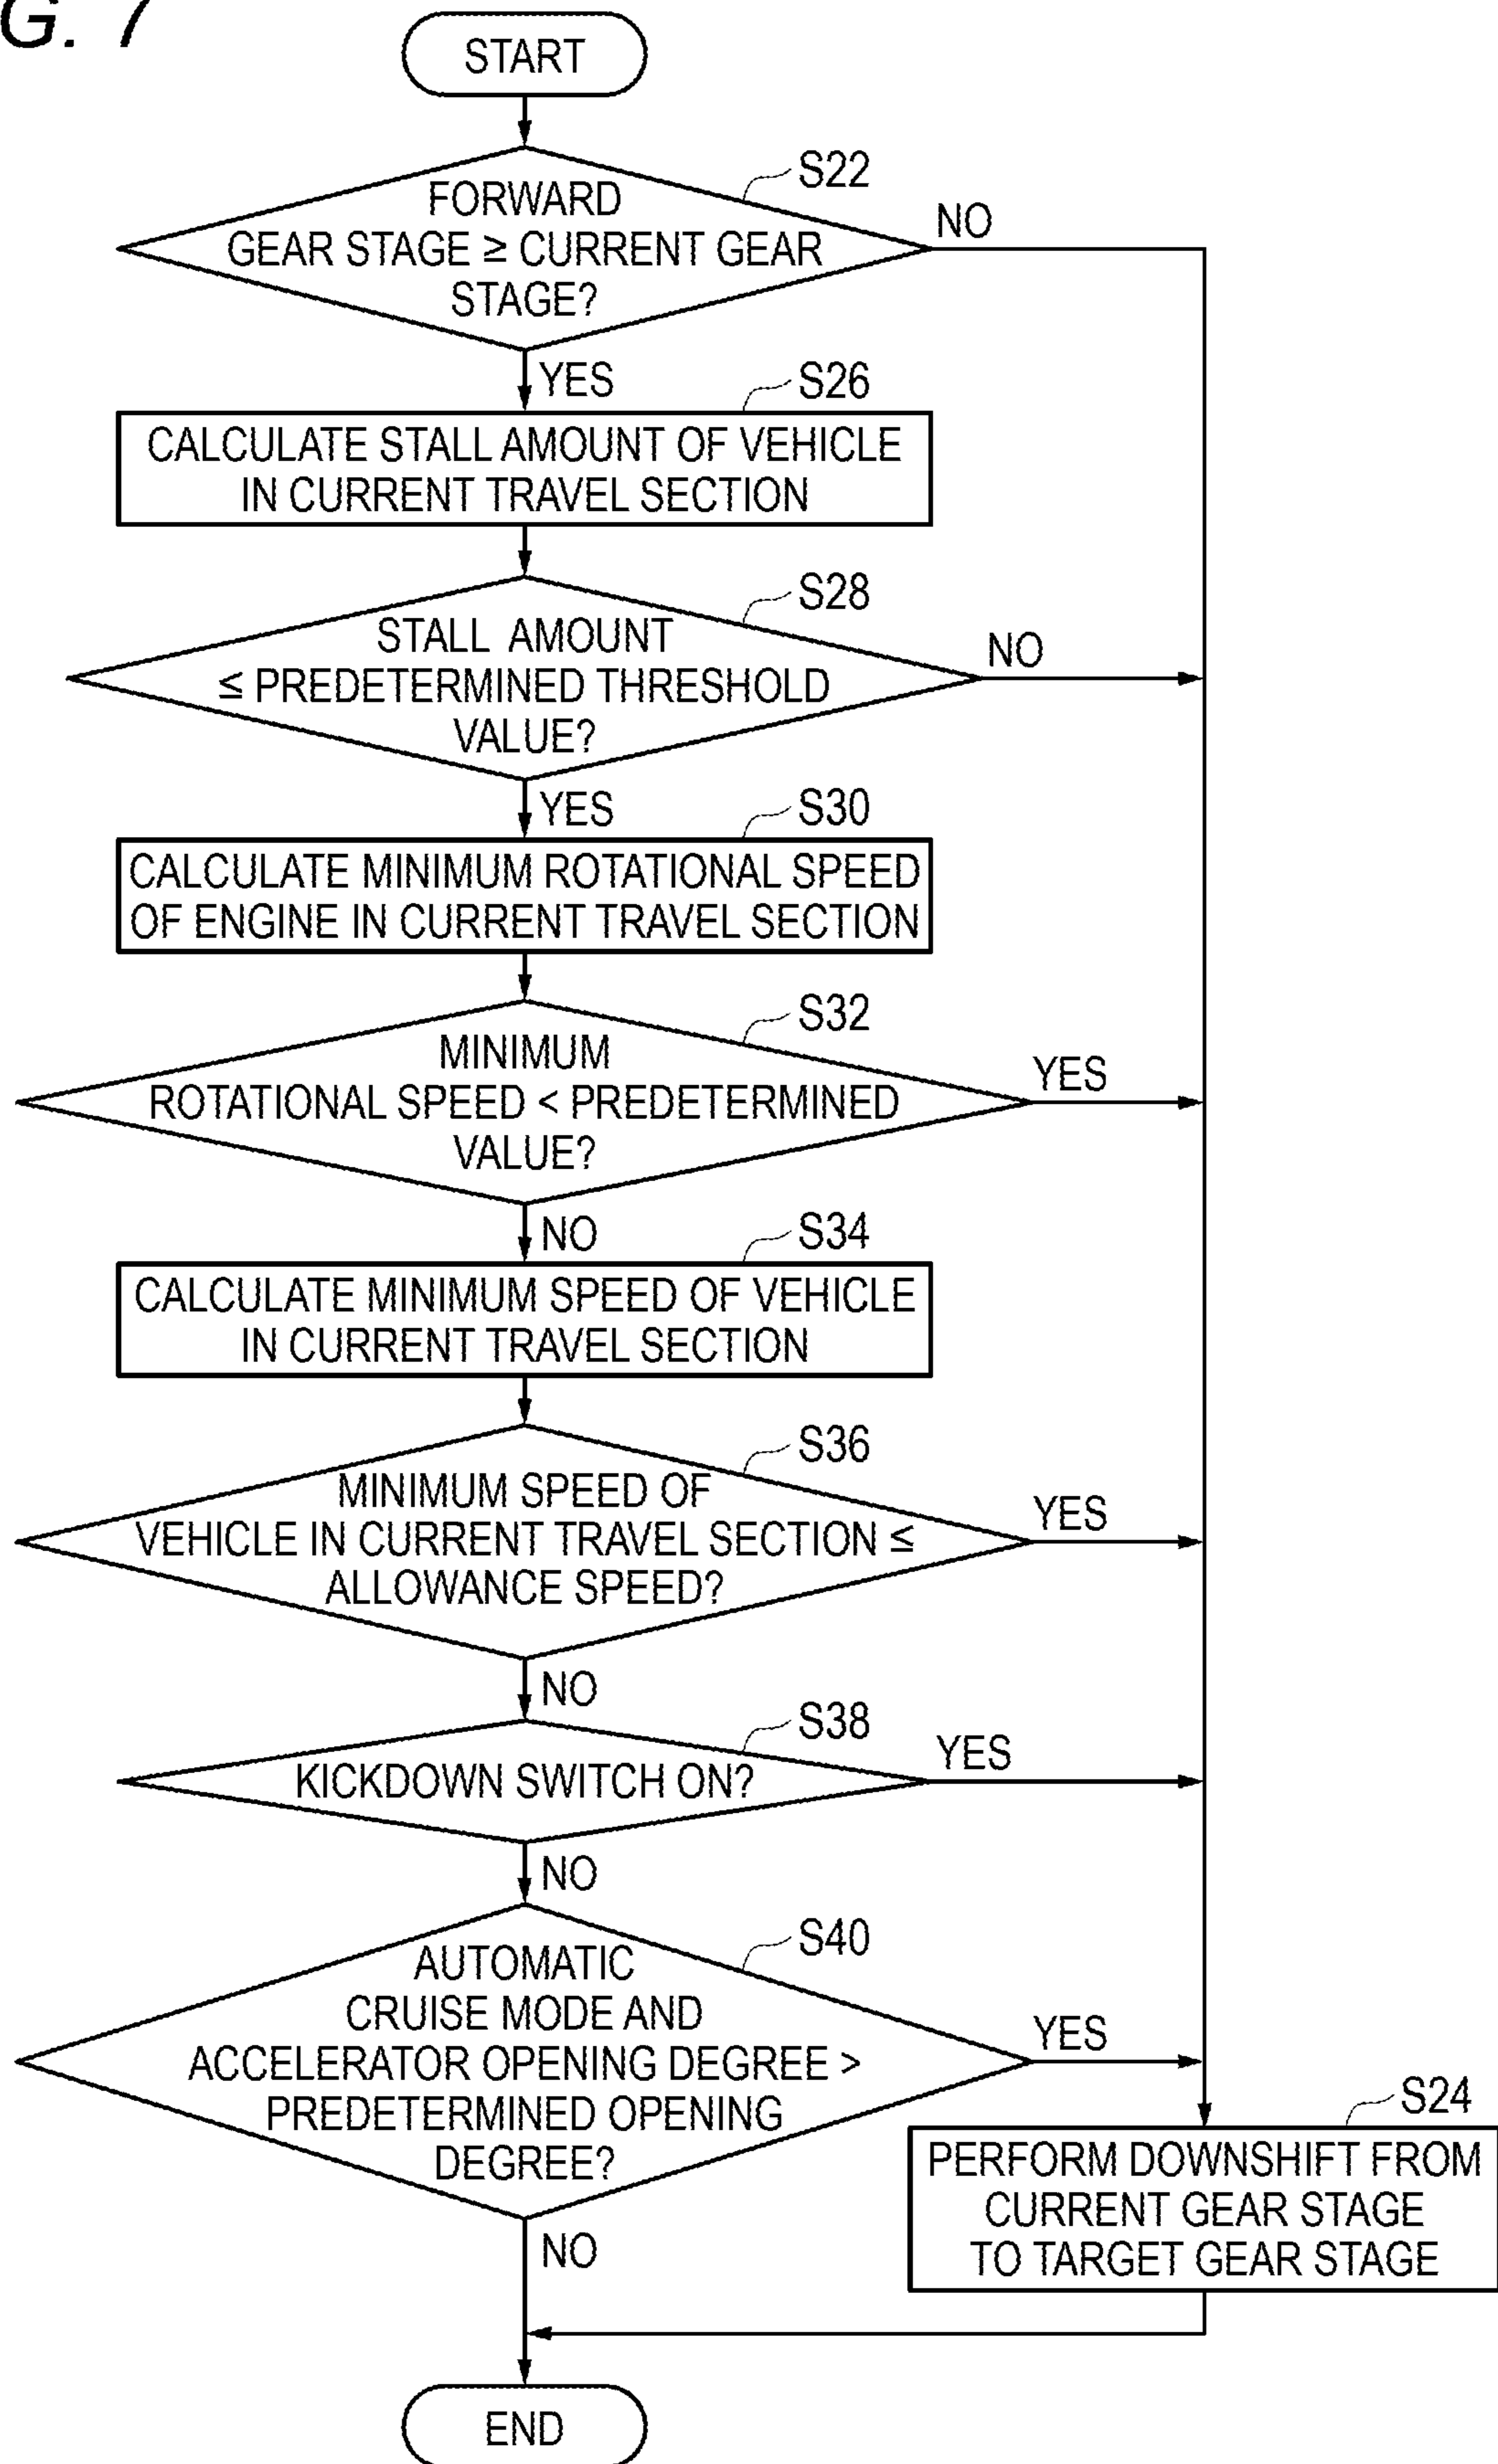 G. 7
START
S22
FORWARD
GEAR STAGE ≥ CURRENT GEAR
STAGE?
NO
YES
S26
CALCULATE STALL AMOUNT OF VEHICLE
IN CURRENT TRAVEL SECTION
S28
STALL AMOUNT
≤ PREDETERMINED THRESHOLD
VALUE?
NO
YES
S30
CALCULATE MINIMUM ROTATIONAL SPEED
OF ENGINE IN CURRENT TRAVEL SECTION
S32
MINIMUM
ROTATIONAL SPEED < PREDETERMINED
VALUE?
YES
NO
S34
CALCULATE MINIMUM SPEED OF VEHICLE
IN CURRENT TRAVEL SECTION
S36
MINIMUM SPEED OF
VEHICLE IN CURRENT TRAVEL SECTION ≤
ALLOWANCE SPEED?
YES
NO
S38
KICKDOWN SWITCH ON?
YES
NO
S40
AUTOMATIC
CRUISE MODE AND
ACCELERATOR OPENING DEGREE >
PREDETERMINED OPENING
DEGREE?
YES
NO
S24
PERFORM DOWNSHIFT FROM
CURRENT GEAR STAGE
TO TARGET GEAR STAGE
END